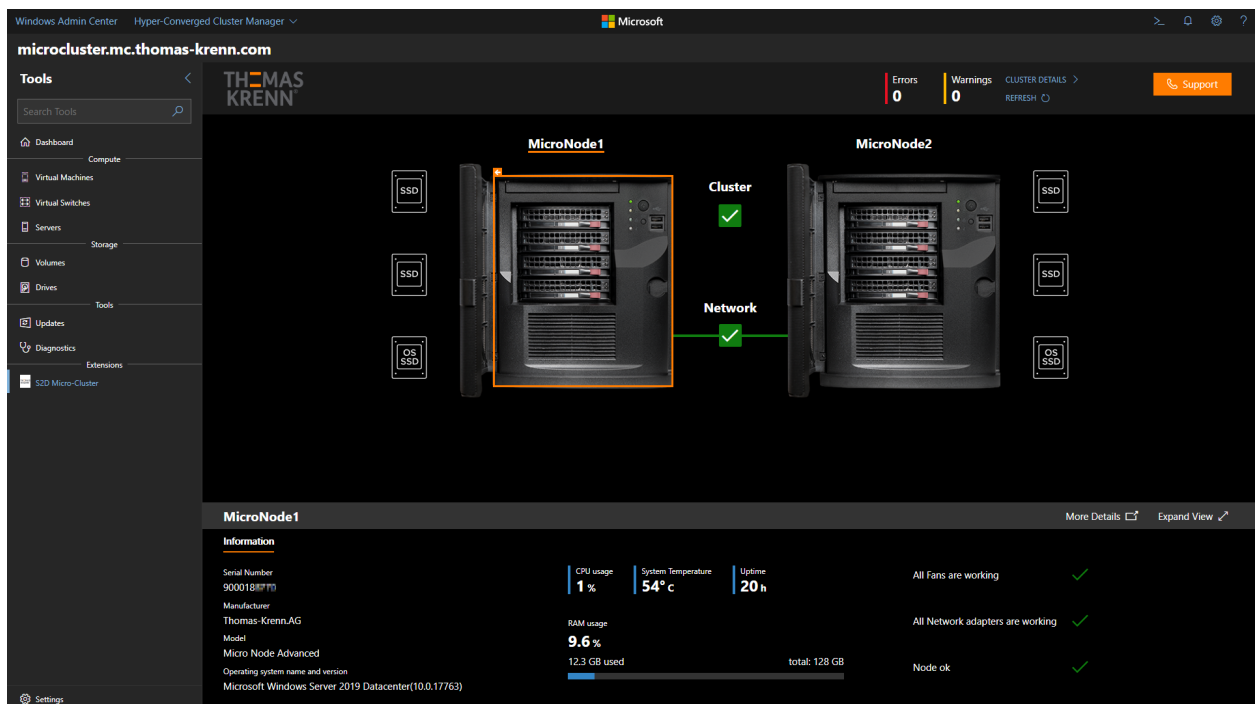 Windows Admin Center Hyper-Converged Cluster Manager
Microsoft
microcluster.mc.thomas-krenn.com
Tools
Search Tools
Dashboard
Compute
Virtual Machines
Virtual Switches
Servers
Storage
Volumes
Drives
Tools
Updates
Diagnostics
Extensions
S2D Micro-Cluster
Settings
THOMAS
KRENN®
Errors
0
Warnings
0
CLUSTER DETAILS
REFRESH
Support
MicroNode1
MicroNode2
SSD
SSD
OS
SSD
Cluster
Network
SSD
SSD
OS
SSD
MicroNode1
More Details
Expand View
Information
Serial Number
900018
Manufacturer
Thomas-Krenn.AG
Model
Micro Node Advanced
Operating system name and version
Microsoft Windows Server 2019 Datacenter(10.0.17763)
CPU usage
1 %
System Temperature
54° c
Uptime
20 h
RAM usage
9.6 %
12.3 GB used
total: 128 GB
All Fans are working
All Network adapters are working
Node ok